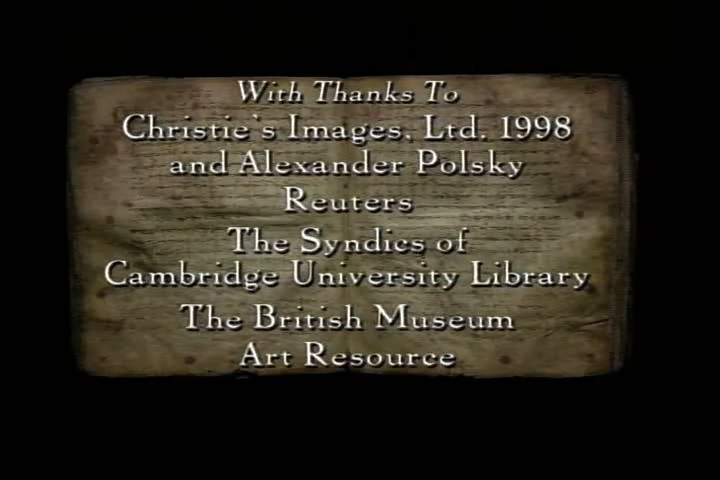 With Thanks To
Christie's Images, Ltd. 1998
and Alexander Polsky
Reuters
The Syndics of
Cambridge University Library
The British Museum
Art Resource